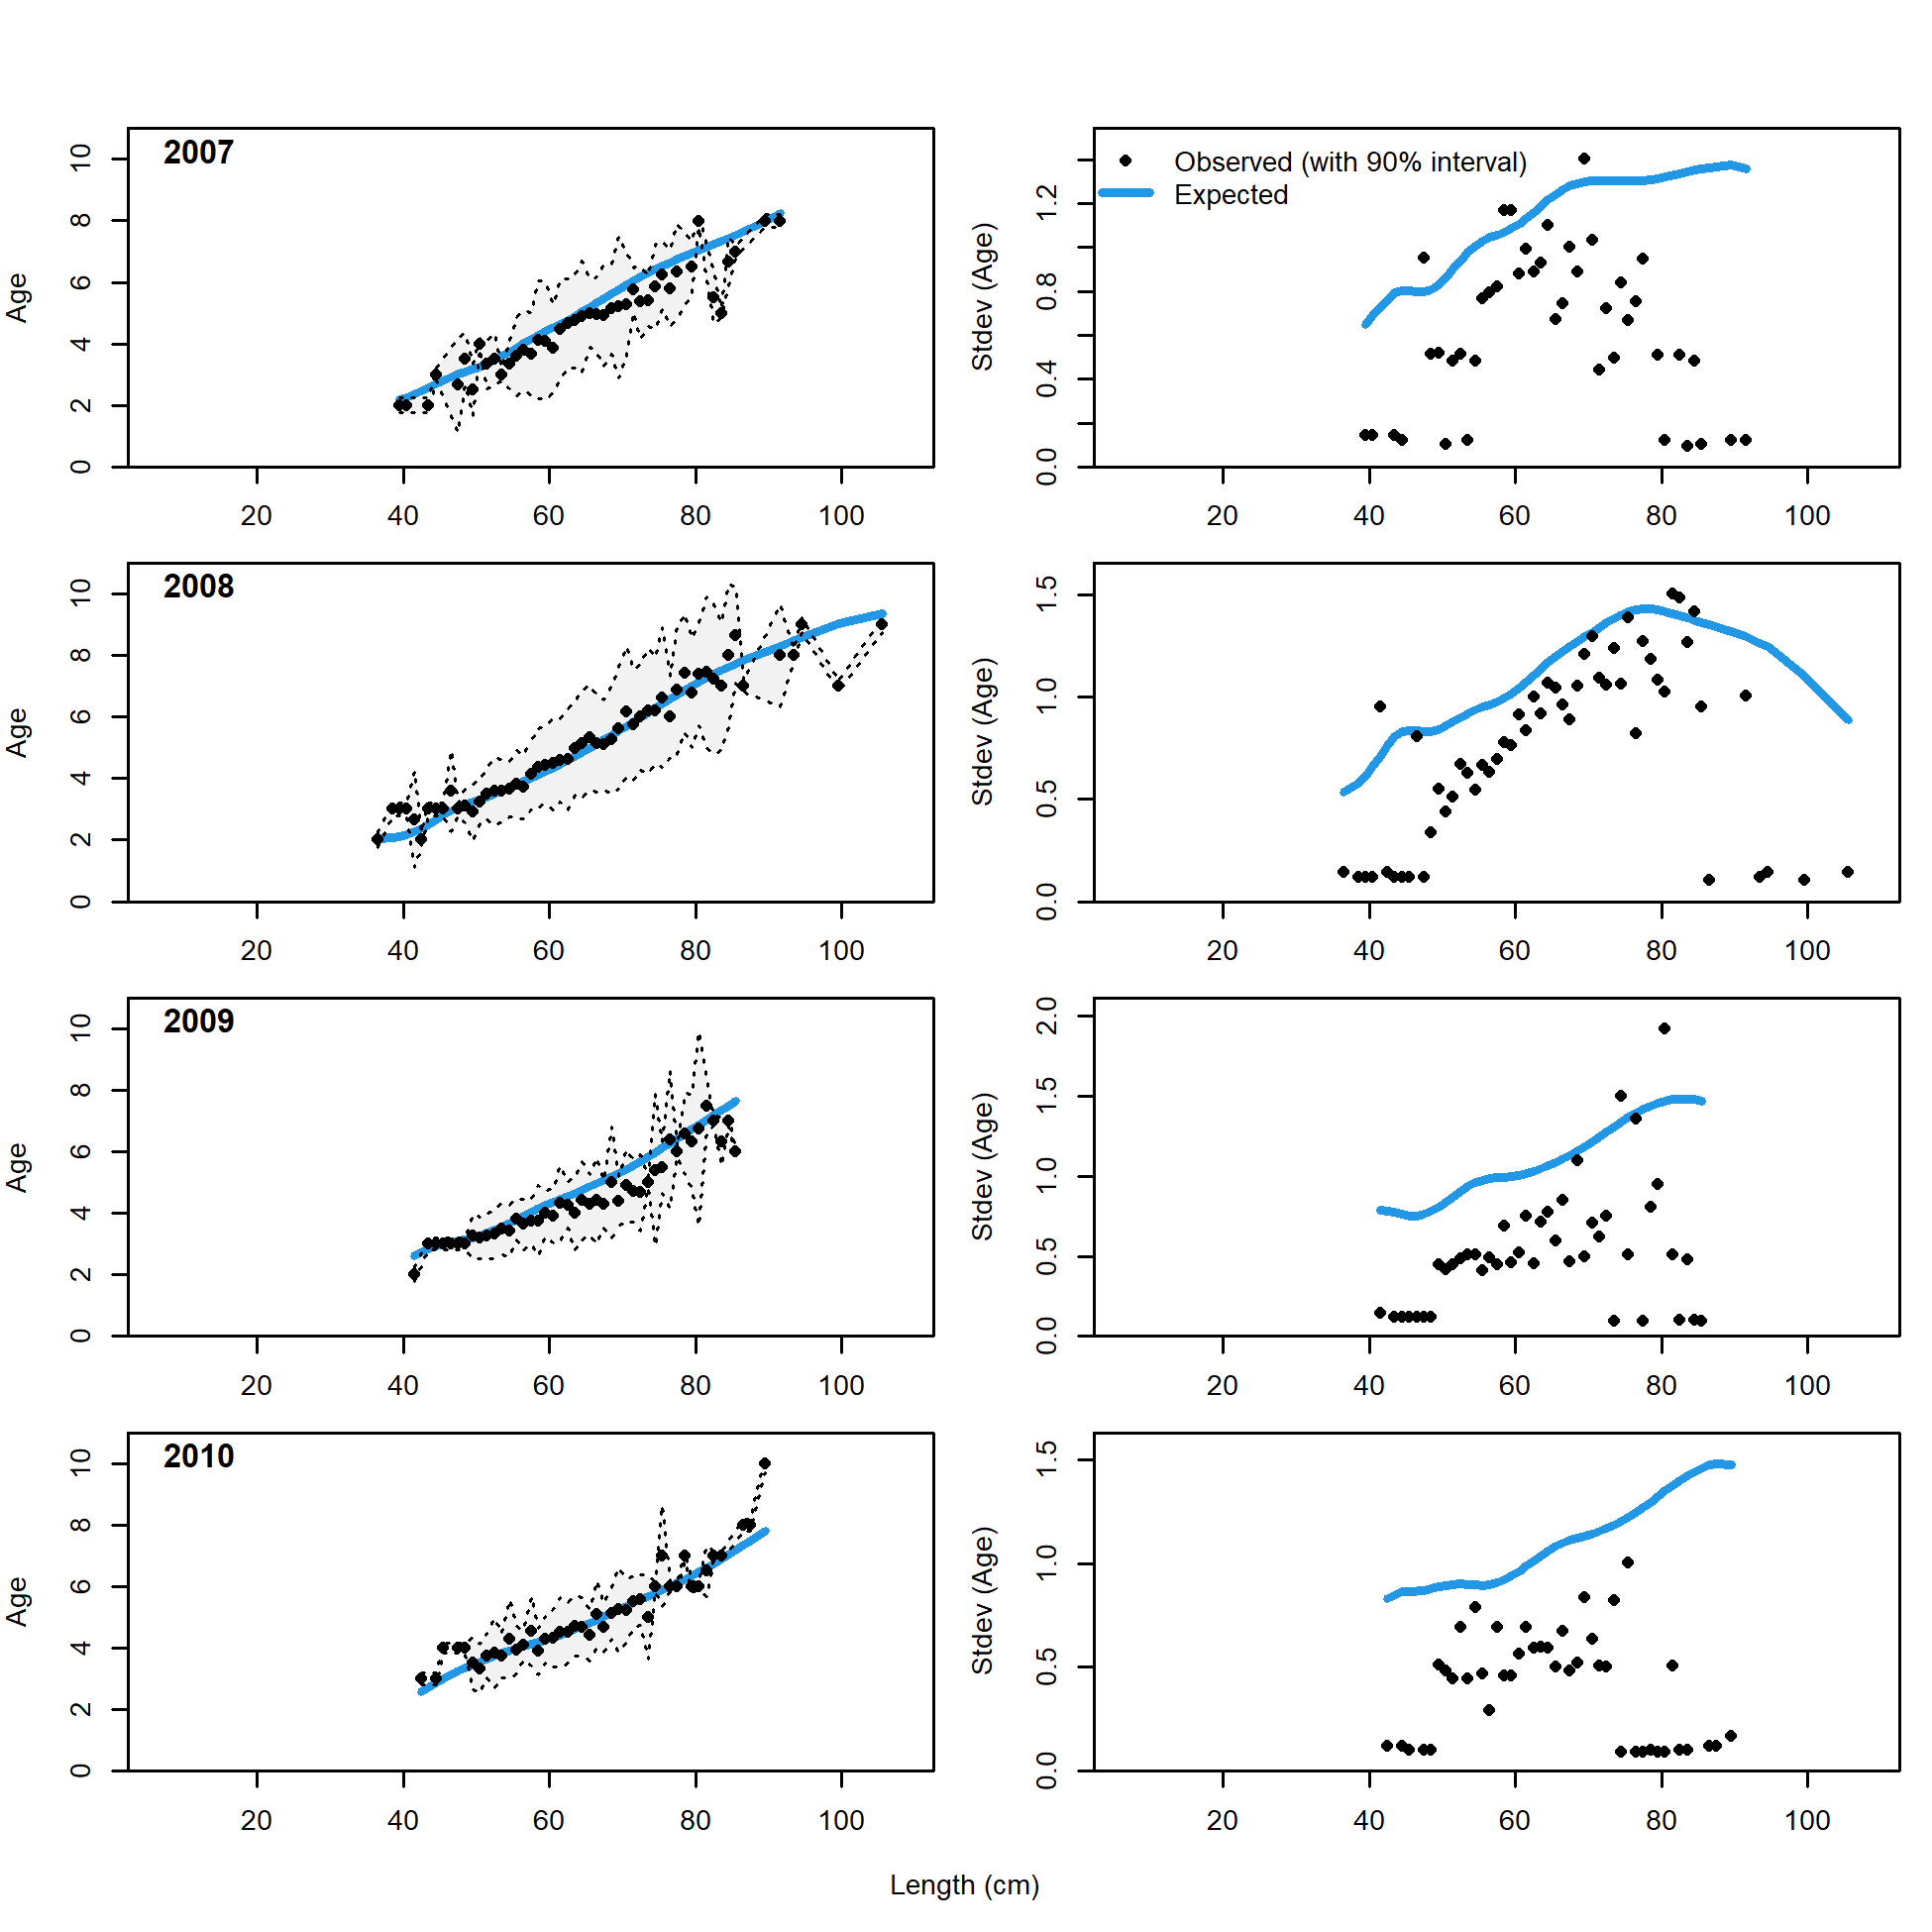 2007
Age
0 2 4 6 8 10
20 40 60 80 100
Observed (with 90% interval)
Expected
Stdev (Age)
0.0 0.4 0.8 1.2
20 40 60 80 100
2008
Age
0 2 4 6 8 10
20 40 60 80 100
Stdev (Age)
0.0 0.5 1.0 1.5
20 40 60 80 100
2009
Age
0 2 4 6 8 10
20 40 60 80 100
Stdev (Age)
0.0 0.5 1.0 1.5 2.0
20 40 60 80 100
2010
Age
0 2 4 6 8 10
20 40 60 80 100
Stdev (Age)
0.0 0.5 1.0 1.5
20 40 60 80 100
Length (cm)